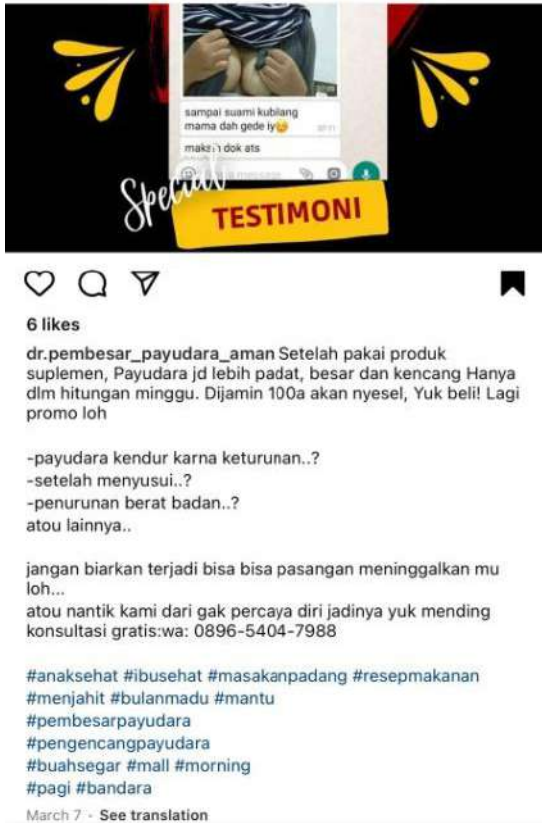 sampai suami kubilang
mama dah gede iy😊
makasih dok ats
Special
TESTIMONI
6 likes
dr.pembesar_payudara_aman Setelah pakai produk
suplemen, Payudara jd lebih padat, besar dan kencang Hanya
dlm hitungan minggu. Dijamin 100a akan nyesel, Yuk beli! Lagi
promo loh
-payudara kendur karna keturunan..?
-setelah menyusui..?
-penurunan berat badan..?
atou lainnya..
jangan biarkan terjadi bisa bisa pasangan meninggalkan mu
loh...
atou nantik kami dari gak percaya diri jadinya yuk mending
konsultasi gratis:wa: 0896-5404-7988
#anaksehat #ibusehat #masakanpadang #resepmakanan
#menjahit #bulanmadu #mantu
#pembesarpayudara
#pengencangpayudara
#buahsegar #mall #morning
#pagi #bandara
March 7 · See translation